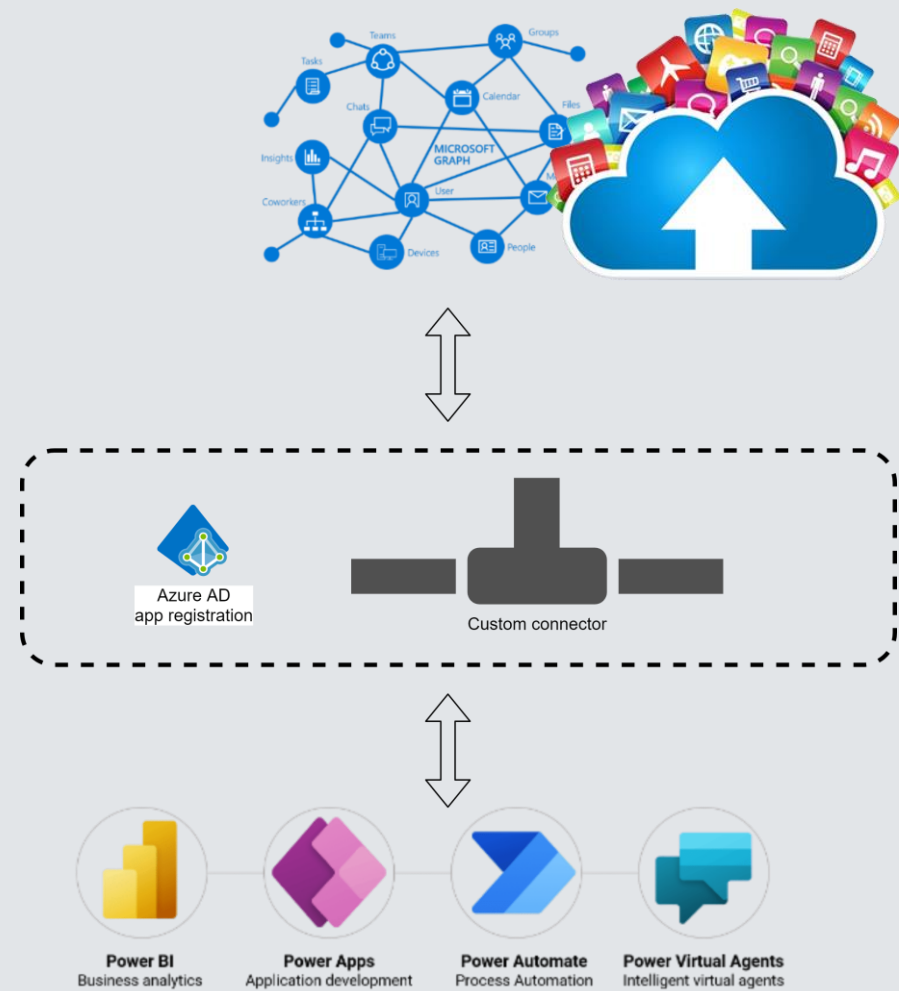 Teams
Groups
Tasks
Calendar
Chats
Files
MICROSOFT
GRAPH
Insights
User
Coworkers
Devices
People
Azure AD
app registration
Custom connector
Power BI
Business analytics
Power Apps
Application development
Power Automate
Process Automation
Power Virtual Agents
Intelligent virtual agents